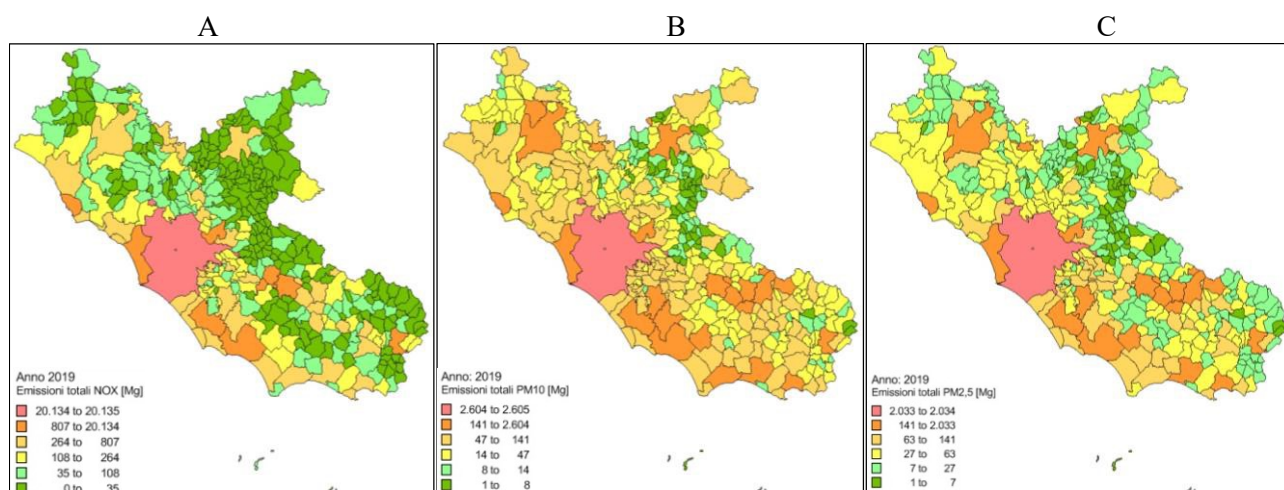 A B C
Anno 2019
Emissioni totali NOX [Mg]
20.134 to 20.135
807 to 20.134
264 to 807
108 to 264
35 to 108
0 to 35
Anno: 2019
Emissioni totali PM10 [Mg]
2.604 to 2.605
141 to 2.604
47 to 141
14 to 47
8 to 14
1 to 8
Anno: 2019
Emissioni totali PM2,5 [Mg]
2.033 to 2.034
141 to 2.033
63 to 141
27 to 63
7 to 27
1 to 7